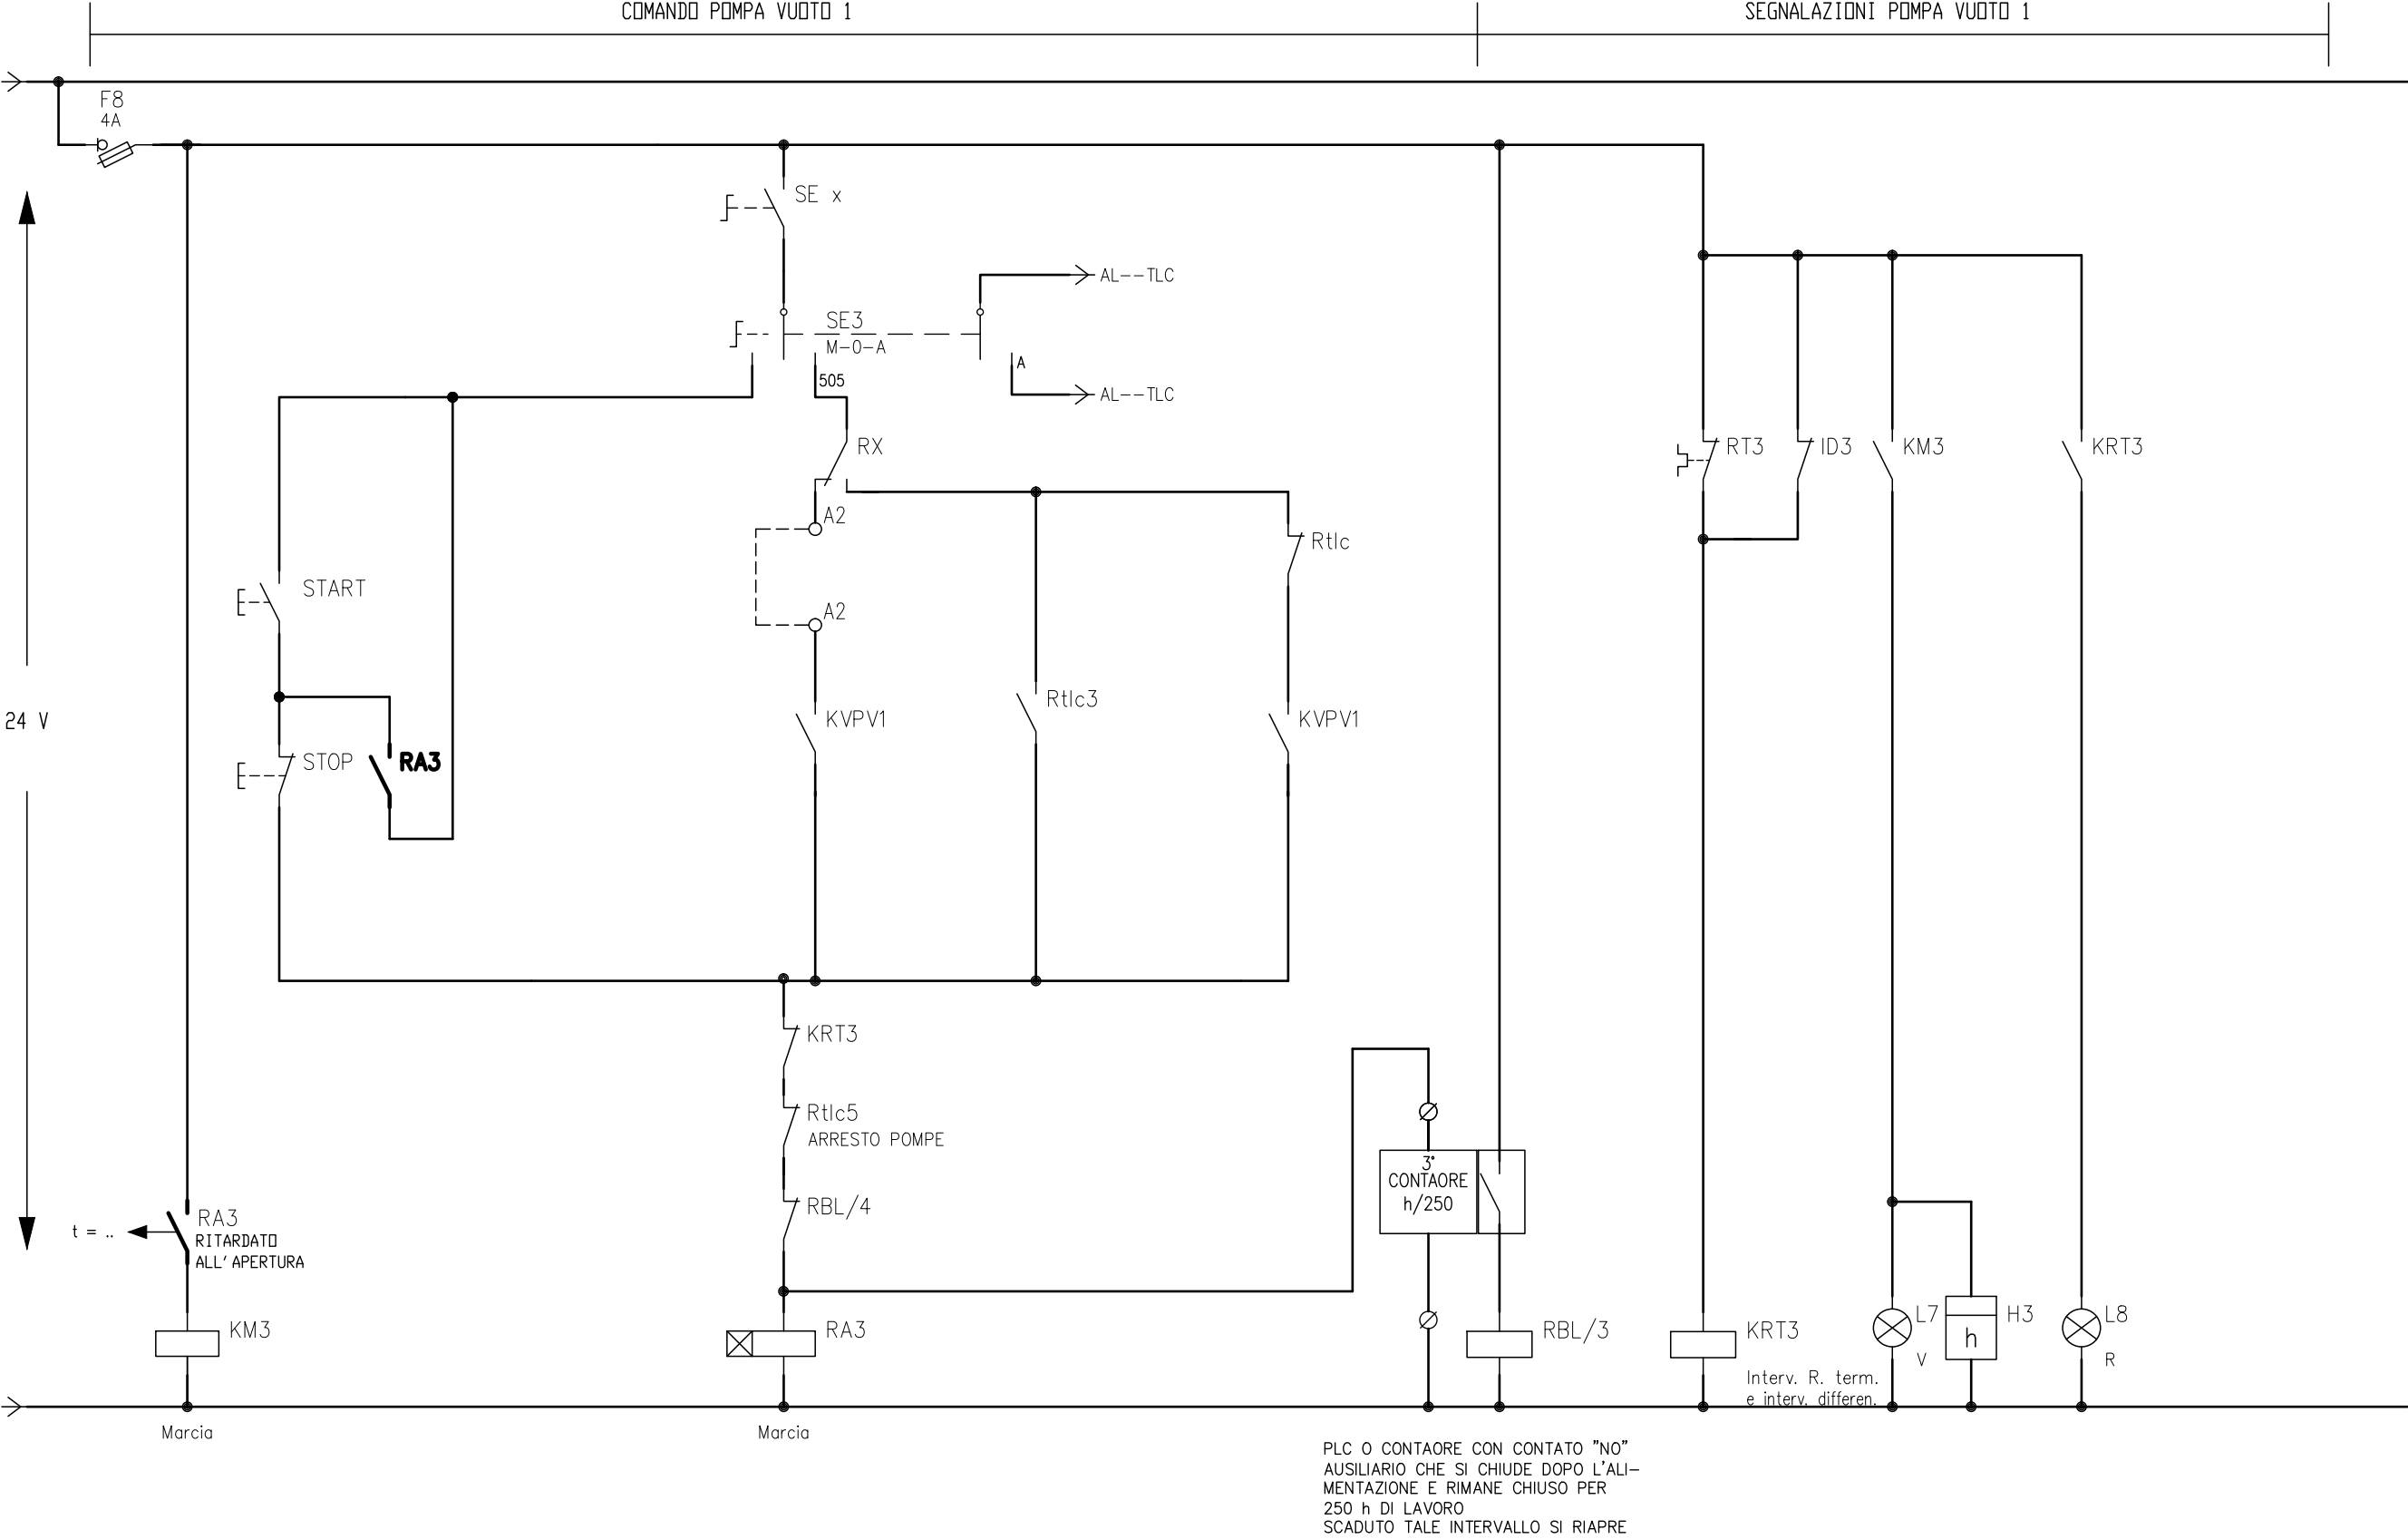 COMANDO POMPA VUOTO 1
SEGNALAZIONI POMPA VUOTO 1
F8
4A
SE x
AL--TLC
SE3
M-0-A
A
505
AL--TLC
RX
RT3
ID3
KM3
KRT3
A2
Rtlc
START
A2
Rtlc3
24 V
KVPV1
KVPV1
STOP
RA3
KRT3
Rtlc5
ARRESTO POMPE
3°
CONTAORE
h/250
RBL/4
RA3
t = ..
RITARDATO
ALL' APERTURA
KM3
RA3
RBL/3
KRT3
L7
H3
h
L8
V
R
Interv. R. term.
e interv. differen.
Marcia
Marcia
PLC O CONTAORE CON CONTATO "NO"
AUSILIARIO CHE SI CHIUDE DOPO L'ALI-
MENTAZIONE E RIMANE CHIUSO PER
250 h DI LAVORO
SCADUTO TALE INTERVALLO SI RIAPRE